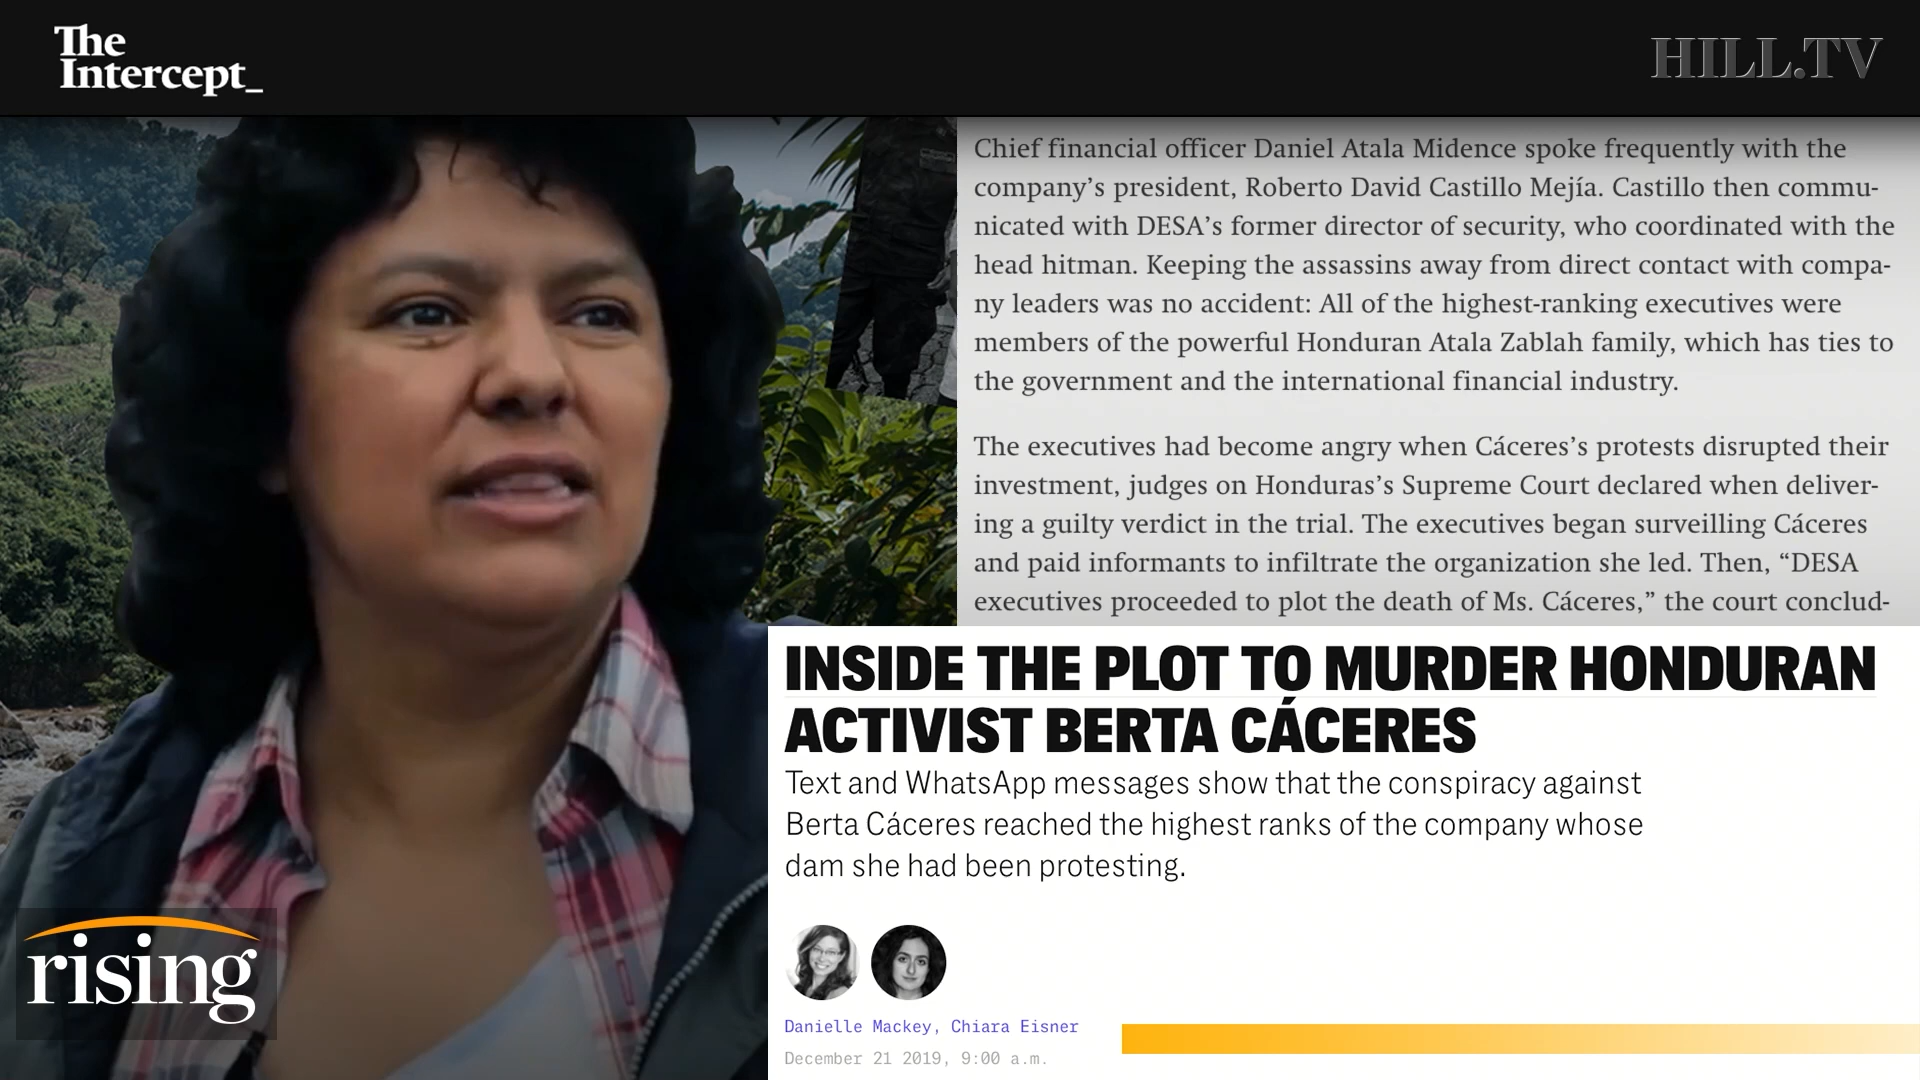 The
Intercept_
HILL.TV
Chief financial officer Daniel Atala Midence spoke frequently with the
company's president, Roberto David Castillo Mejía. Castillo then commu-
nicated with DESA's former director of security, who coordinated with the
head hitman. Keeping the assassins away from direct contact with compa-
ny leaders was no accident: All of the highest-ranking executives were
members of the powerful Honduran Atala Zablah family, which has ties to
the government and the international financial industry.
The executives had become angry when Cáceres's protests disrupted their
investment, judges on Honduras's Supreme Court declared when deliver-
ing a guilty verdict in the trial. The executives began surveilling Cáceres
and paid informants to infiltrate the organization she led. Then, “DESA
executives proceeded to plot the death of Ms. Cáceres,” the court conclud-
INSIDE THE PLOT TO MURDER HONDURAN
ACTIVIST BERTA CÁCERES
Text and WhatsApp messages show that the conspiracy against
Berta Cáceres reached the highest ranks of the company whose
dam she had been protesting.
Danielle Mackey, Chiara Eisner
December 21 2019, 9:00 a.m.
rising